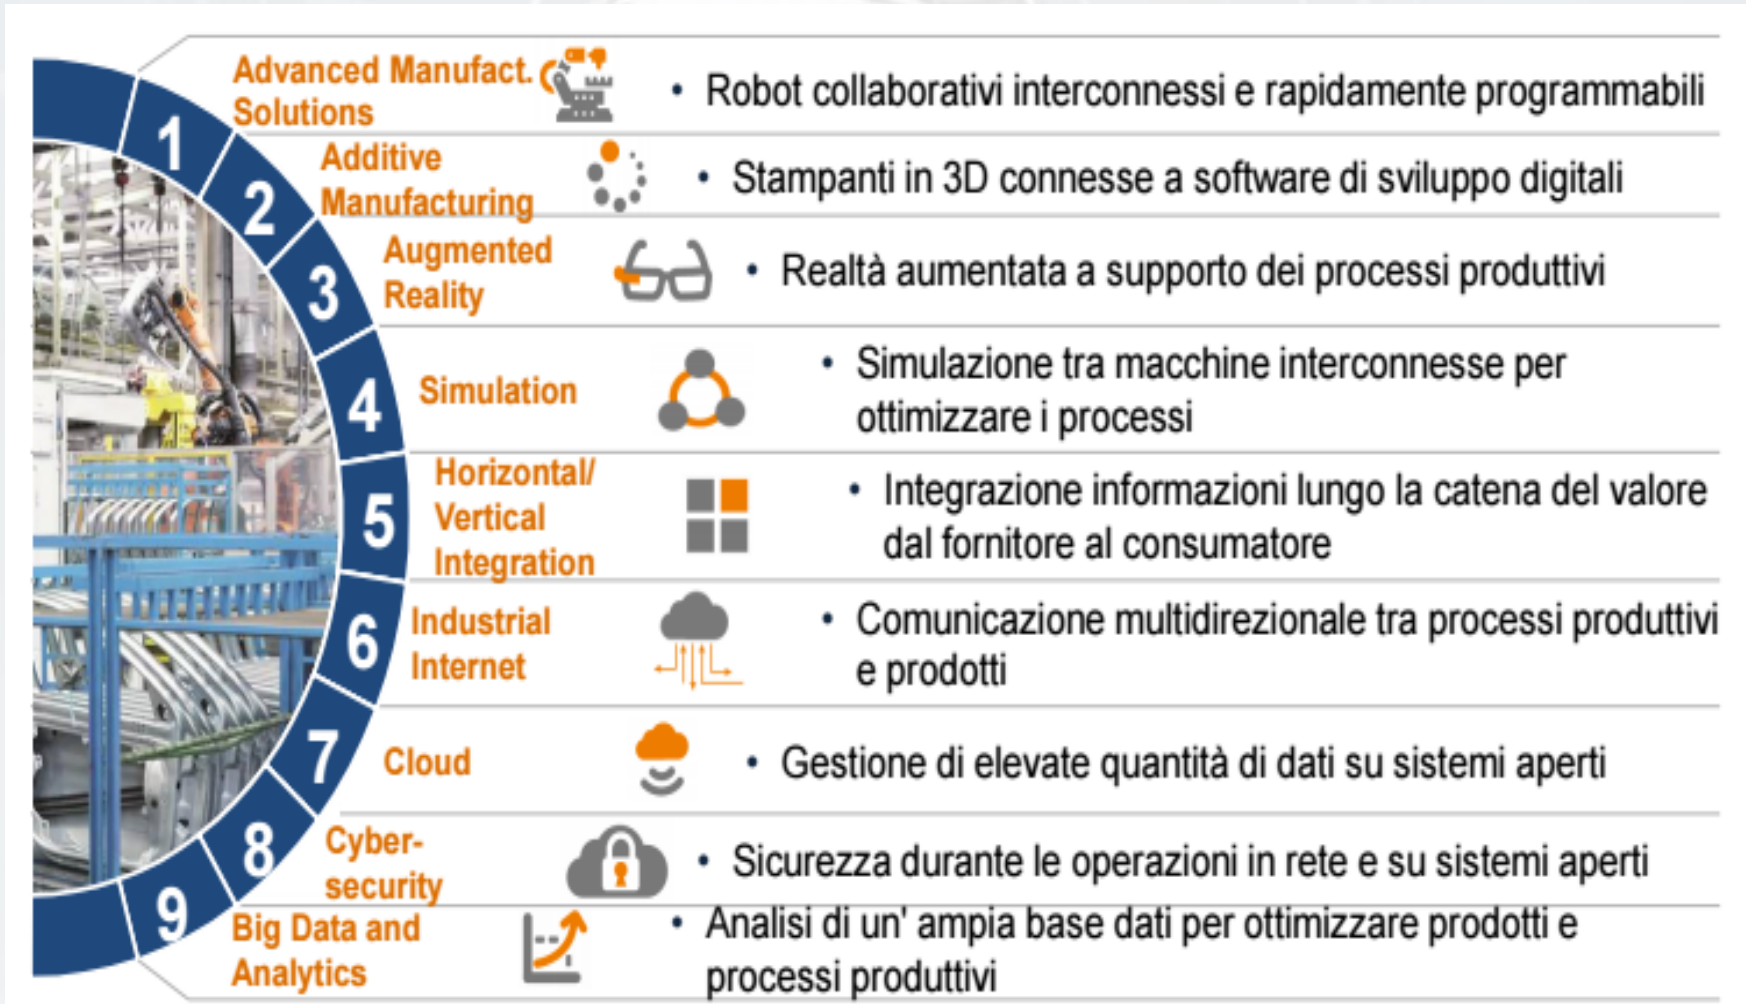 1
Advanced Manufact.
Solutions
• Robot collaborativi interconnessi e rapidamente programmabili
2
Additive
Manufacturing
• Stampanti in 3D connesse a software di sviluppo digitali
3
Augmented
Reality
• Realtà aumentata a supporto dei processi produttivi
4
Simulation
• Simulazione tra macchine interconnesse per
ottimizzare i processi
5
Horizontal/
Vertical
Integration
• Integrazione informazioni lungo la catena del valore
dal fornitore al consumatore
6
Industrial
Internet
• Comunicazione multidirezionale tra processi produttivi
e prodotti
7
Cloud
• Gestione di elevate quantità di dati su sistemi aperti
8
Cyber-
security
• Sicurezza durante le operazioni in rete e su sistemi aperti
9
Big Data and
Analytics
• Analisi di un' ampia base dati per ottimizzare prodotti e
processi produttivi